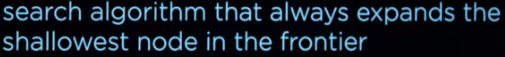 search algorithm that always expands the
shallowest node in the frontier